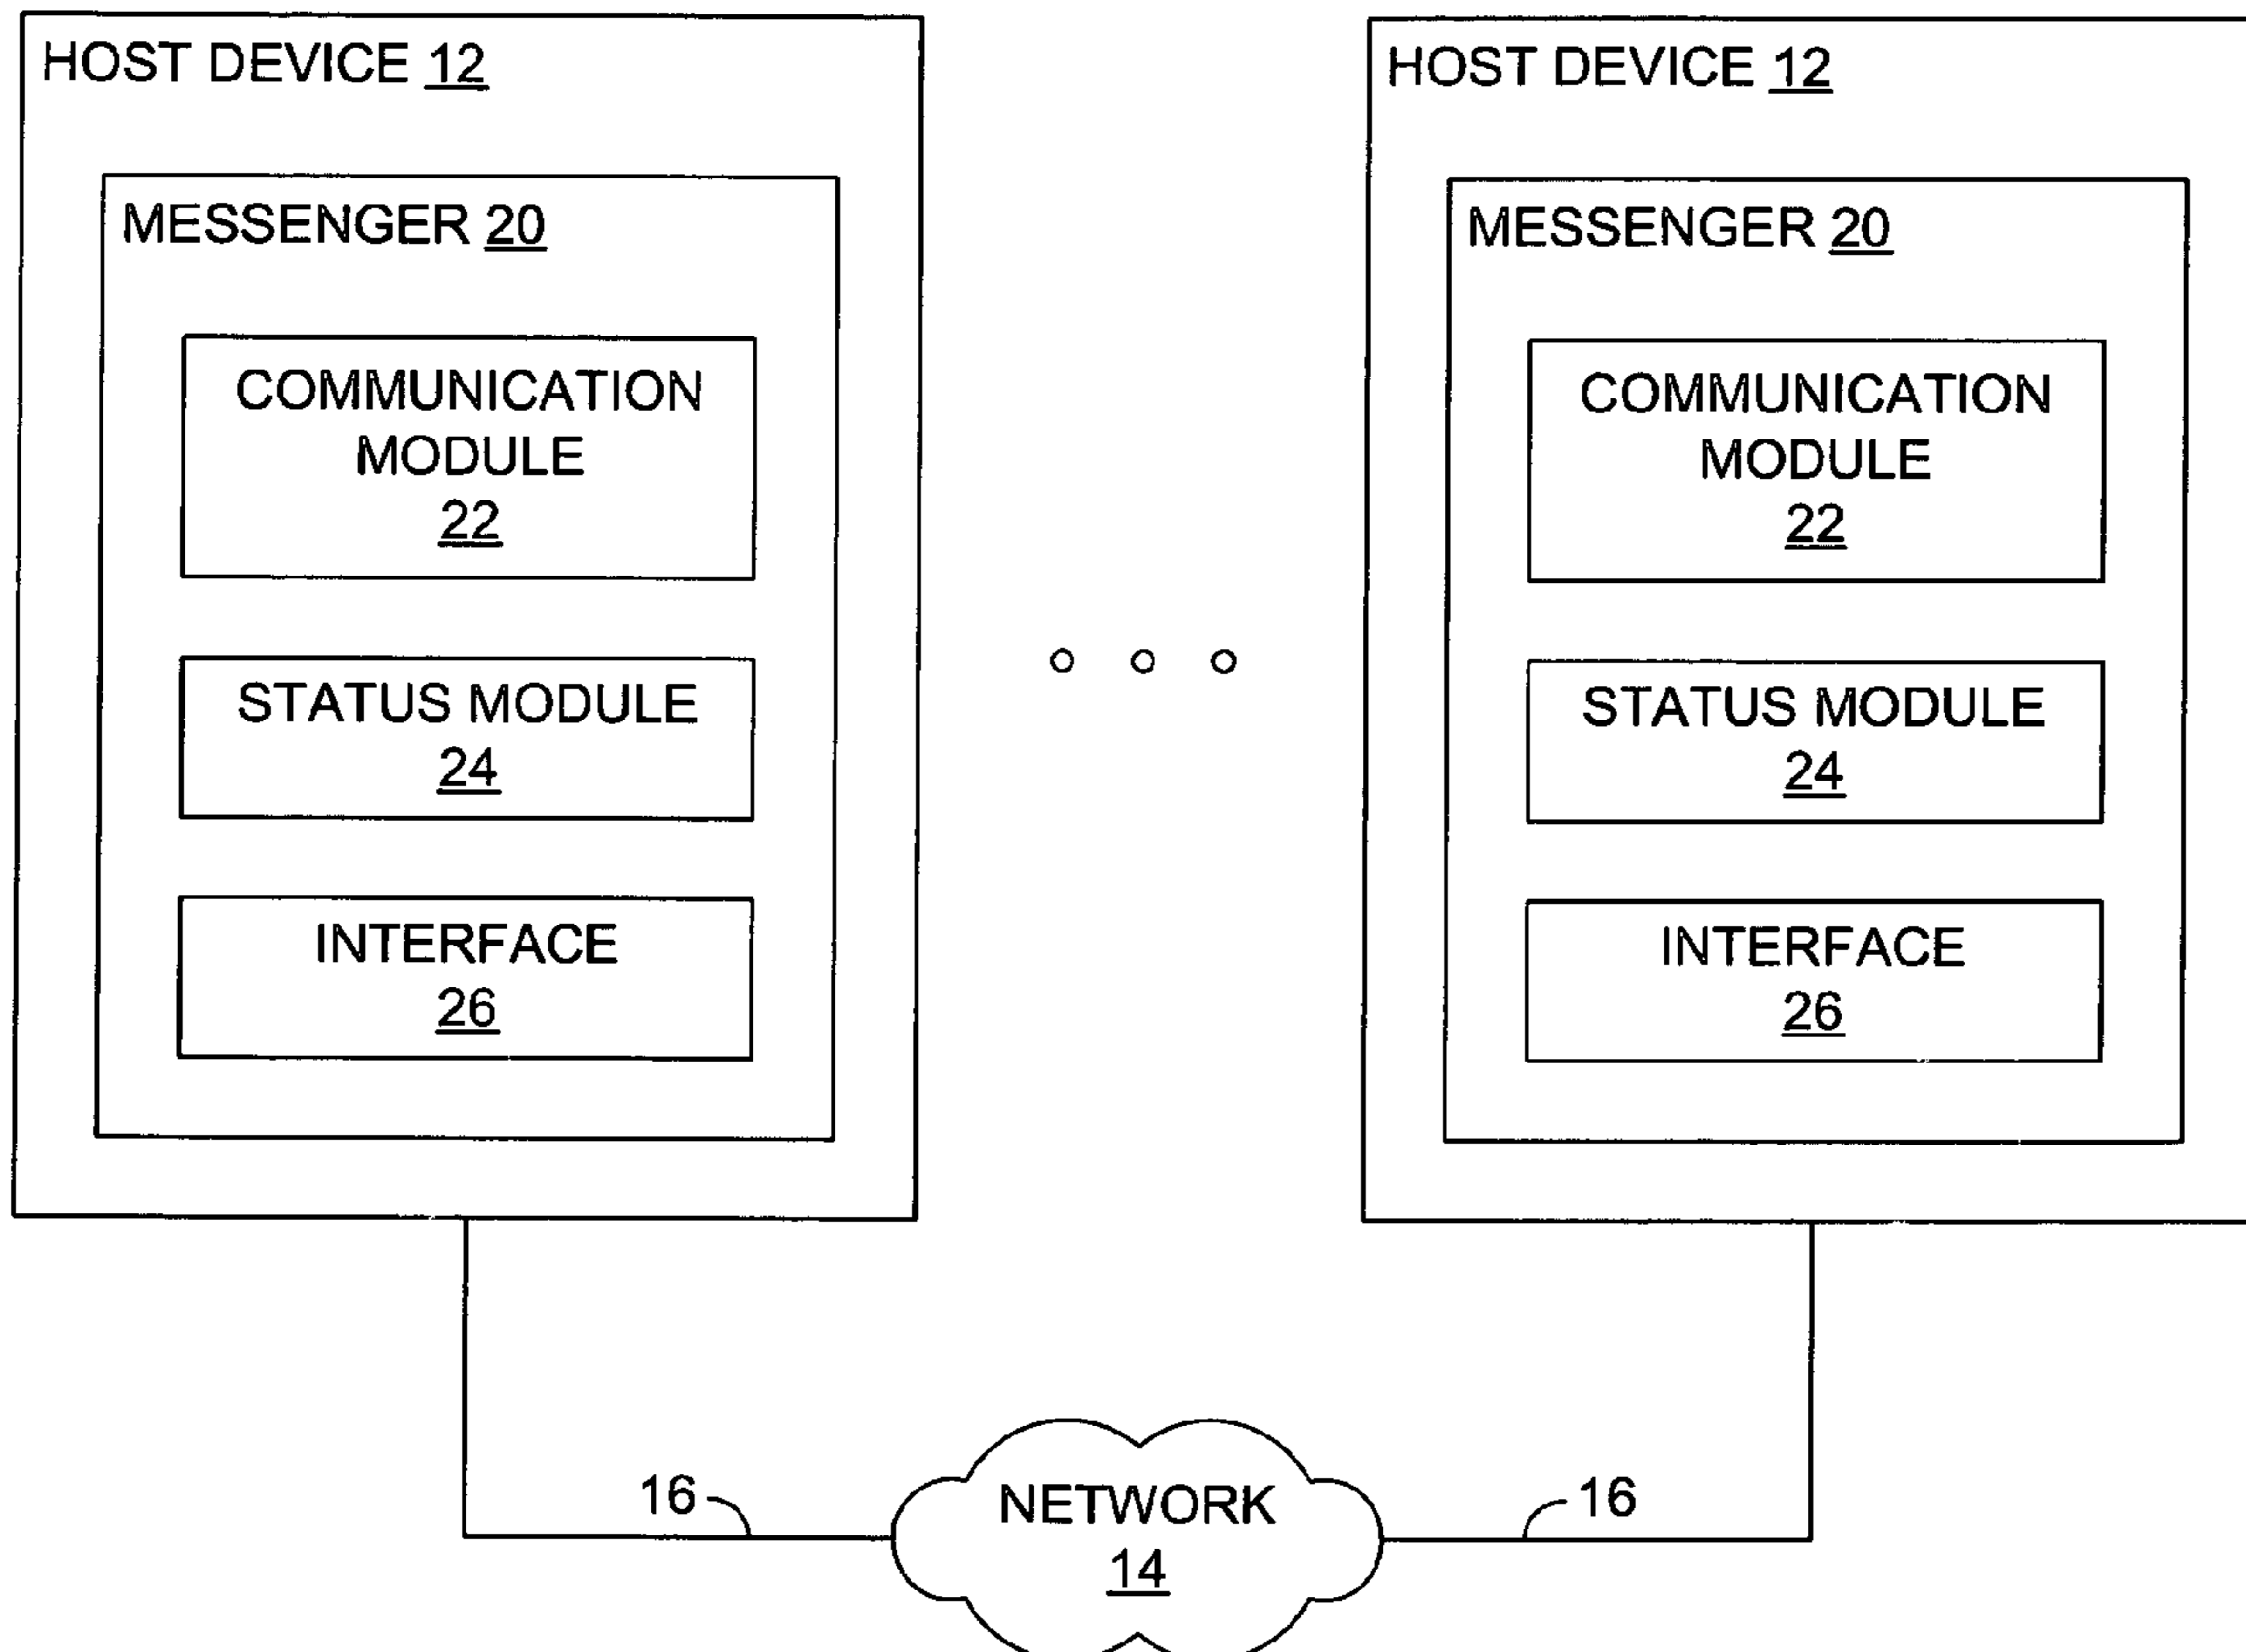 HOST DEVICE 12
MESSENGER 20
COMMUNICATION
MODULE
22
STATUS MODULE
24
INTERFACE
26
HOST DEVICE 12
MESSENGER 20
COMMUNICATION
MODULE
22
STATUS MODULE
24
INTERFACE
26
16
NETWORK
14
16